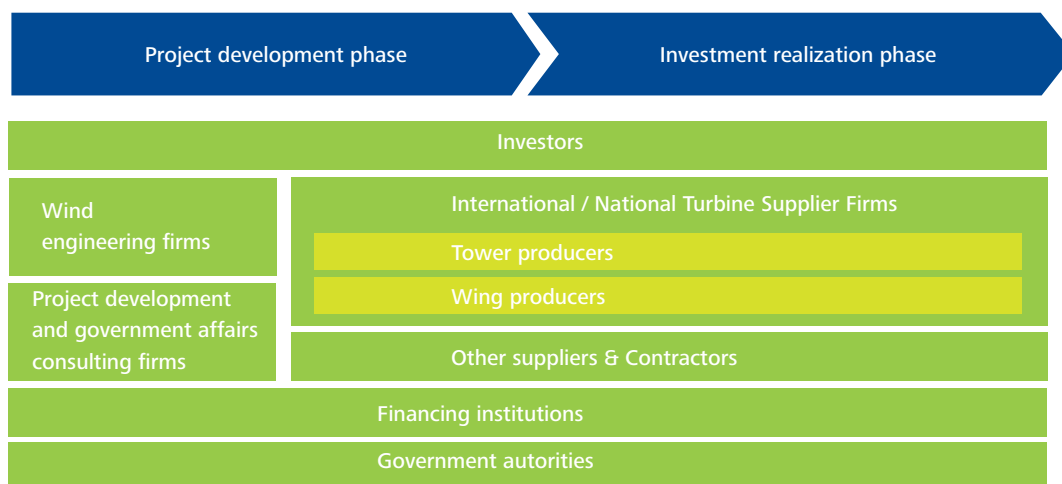 Project development phase
Investment realization phase
Investors
Wind
engineering firms
Project development
and government affairs
consulting firms
International / National Turbine Supplier Firms
Tower producers
Wing producers
Other suppliers & Contractors
Financing institutions
Government autorities